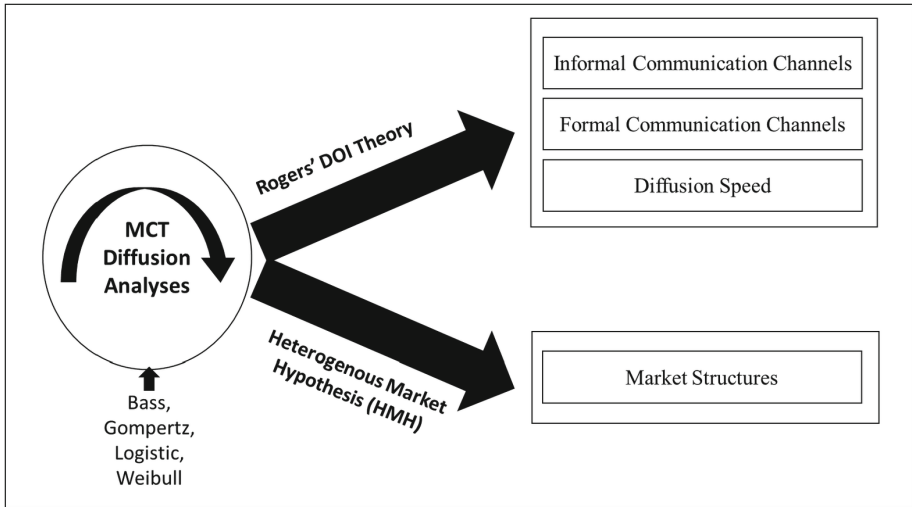 MCT
Diffusion
Analyses
Bass,
Gompertz,
Logistic,
Weibull
Rogers' DOI Theory
Informal Communication Channels
Formal Communication Channels
Diffusion Speed
Heterogenous Market
Hypothesis (HMH)
Market Structures